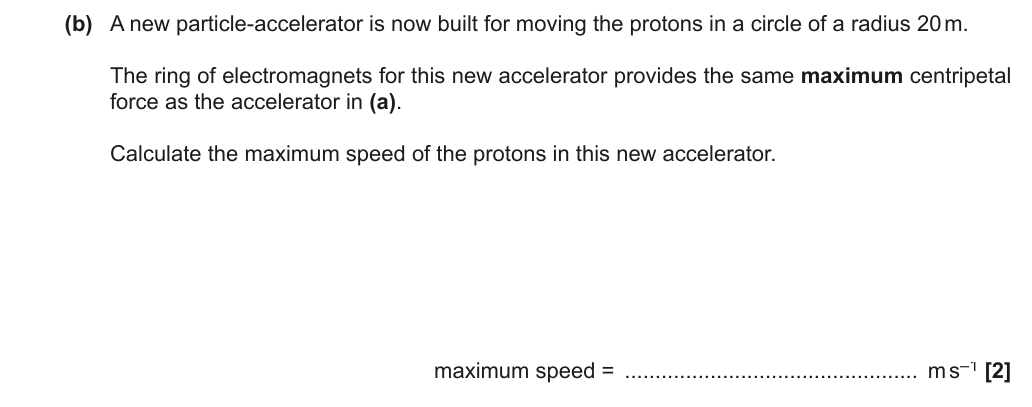 (b) A new particle-accelerator is now built for moving the protons in a circle of a radius 20 m.
The ring of electromagnets for this new accelerator provides the same maximum centripetal
force as the accelerator in (a).
Calculate the maximum speed of the protons in this new accelerator.
maximum speed = ................................................ m s⁻¹ [2]